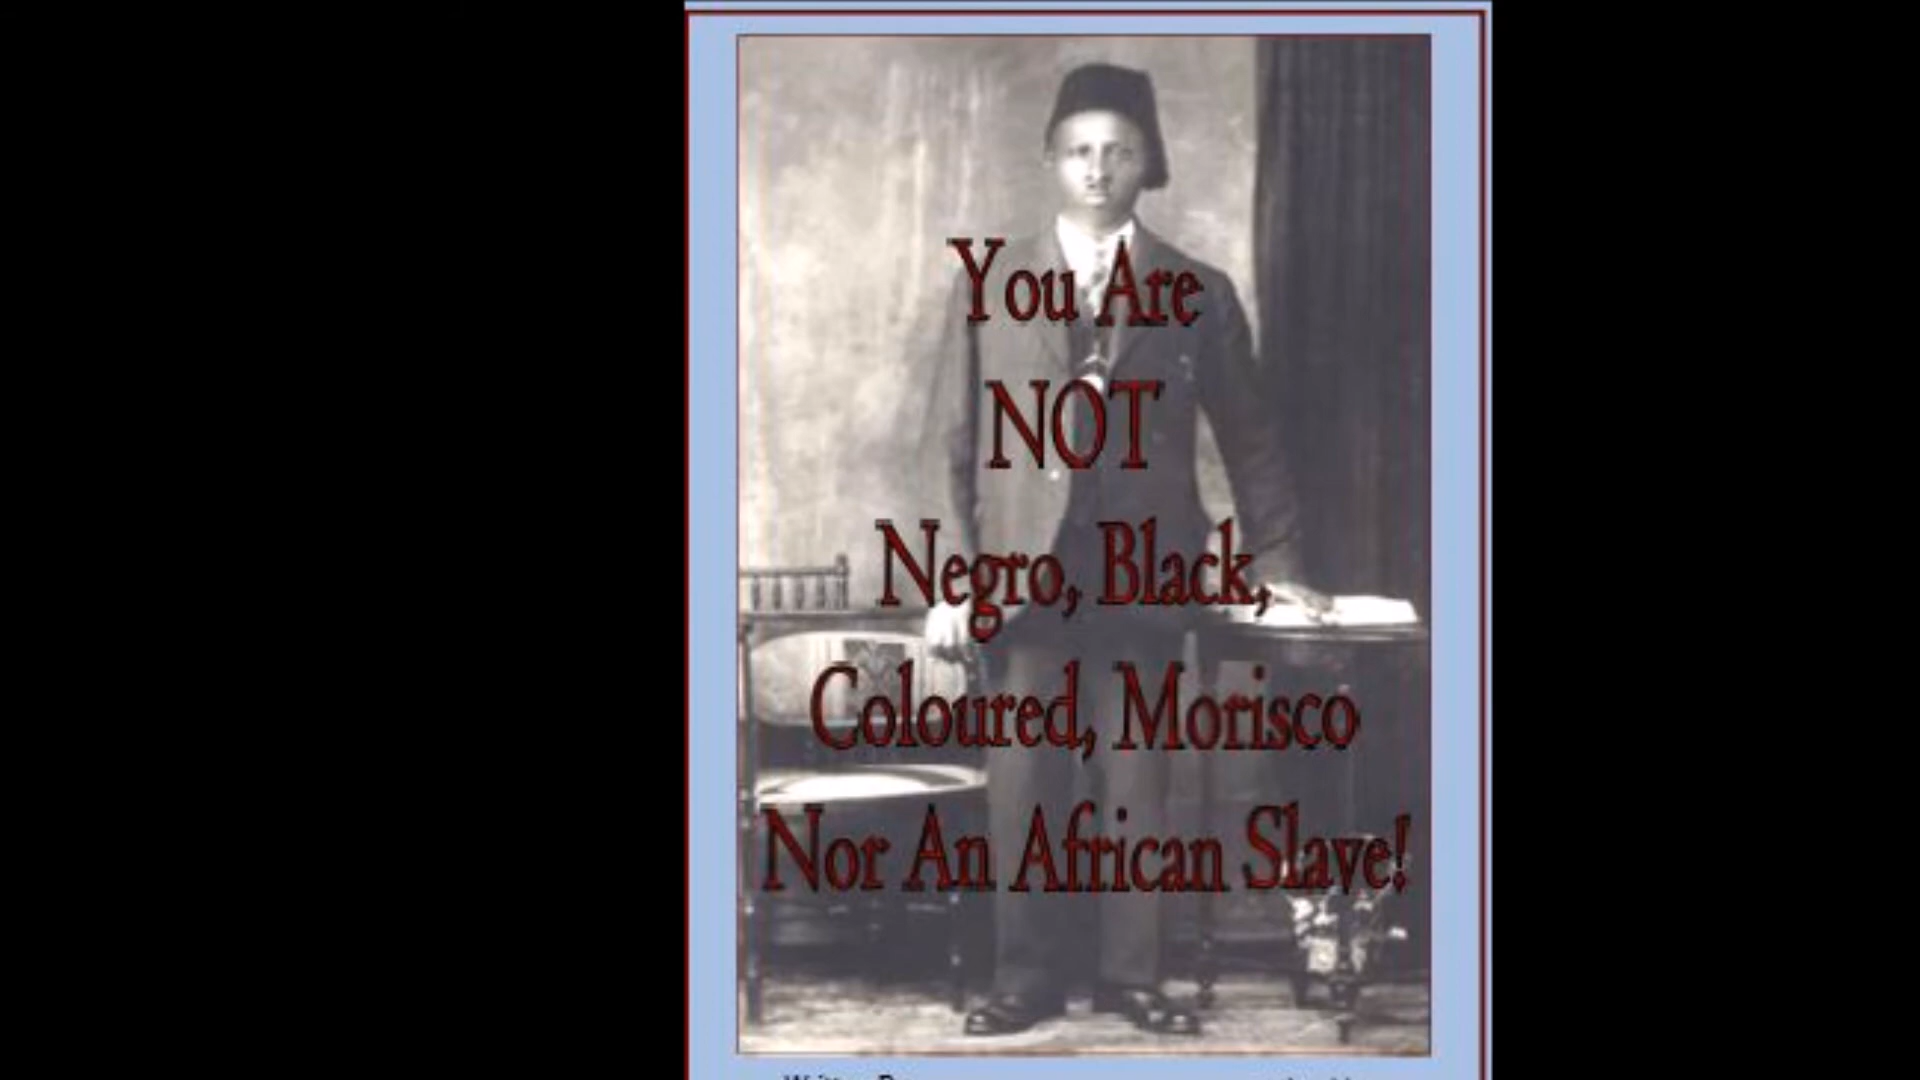 You Are
NOT
Negro, Black,
Coloured, Morisco
Nor An African Slave!